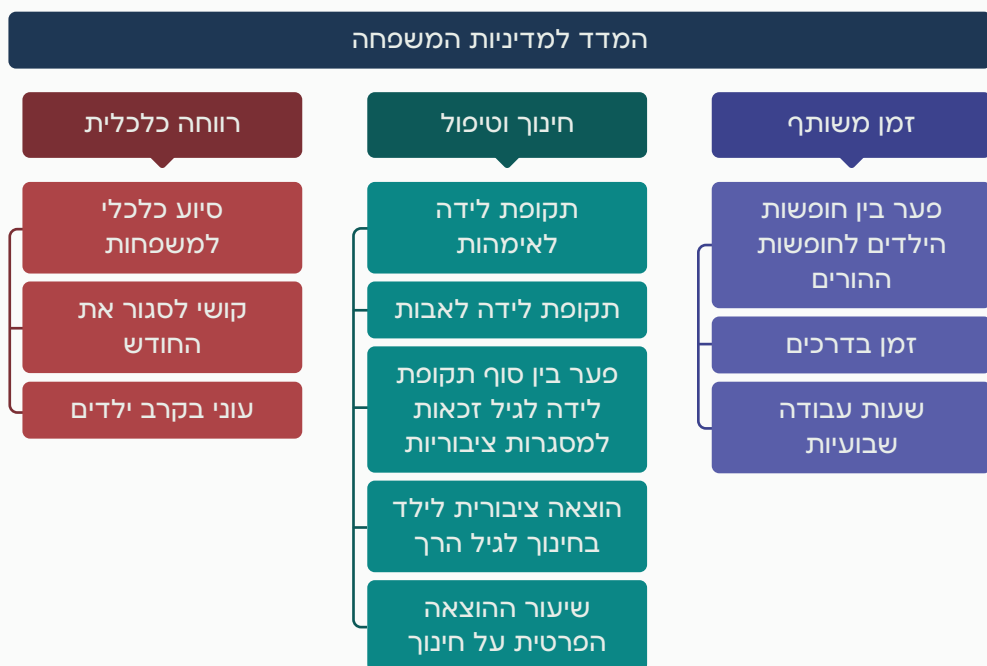 המדד למדיניות המשפחה
זמן משותף
פער בין חופשות
הילדים לחופשות
ההורים
זמן בדרכים
שעות עבודה
שבועיות
חינוך וטיפול
תקופת לידה
לאימהות
תקופת לידה לאבות
פער בין סוף תקופת
לידה לגיל זכאות
למסגרות ציבוריות
הוצאה ציבורית לילד
בחינוך לגיל הרך
שיעור ההוצאה
הפרטית על חינוך
רווחה כלכלית
סיוע כלכלי
למשפחות
קושי לסגור את
החודש
עוני בקרב ילדים